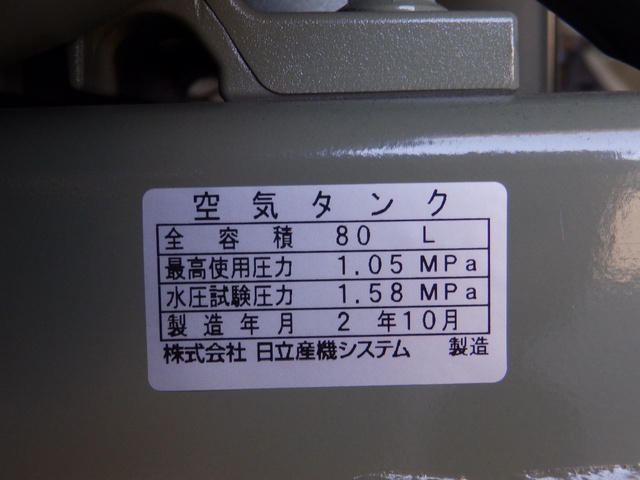 空気タンク
全容積 80 L
最高使用圧力 1.05 MPa
水圧試験圧力 1.58 MPa
製造年月 2 年10月
株式会社 日立産機システム 製造